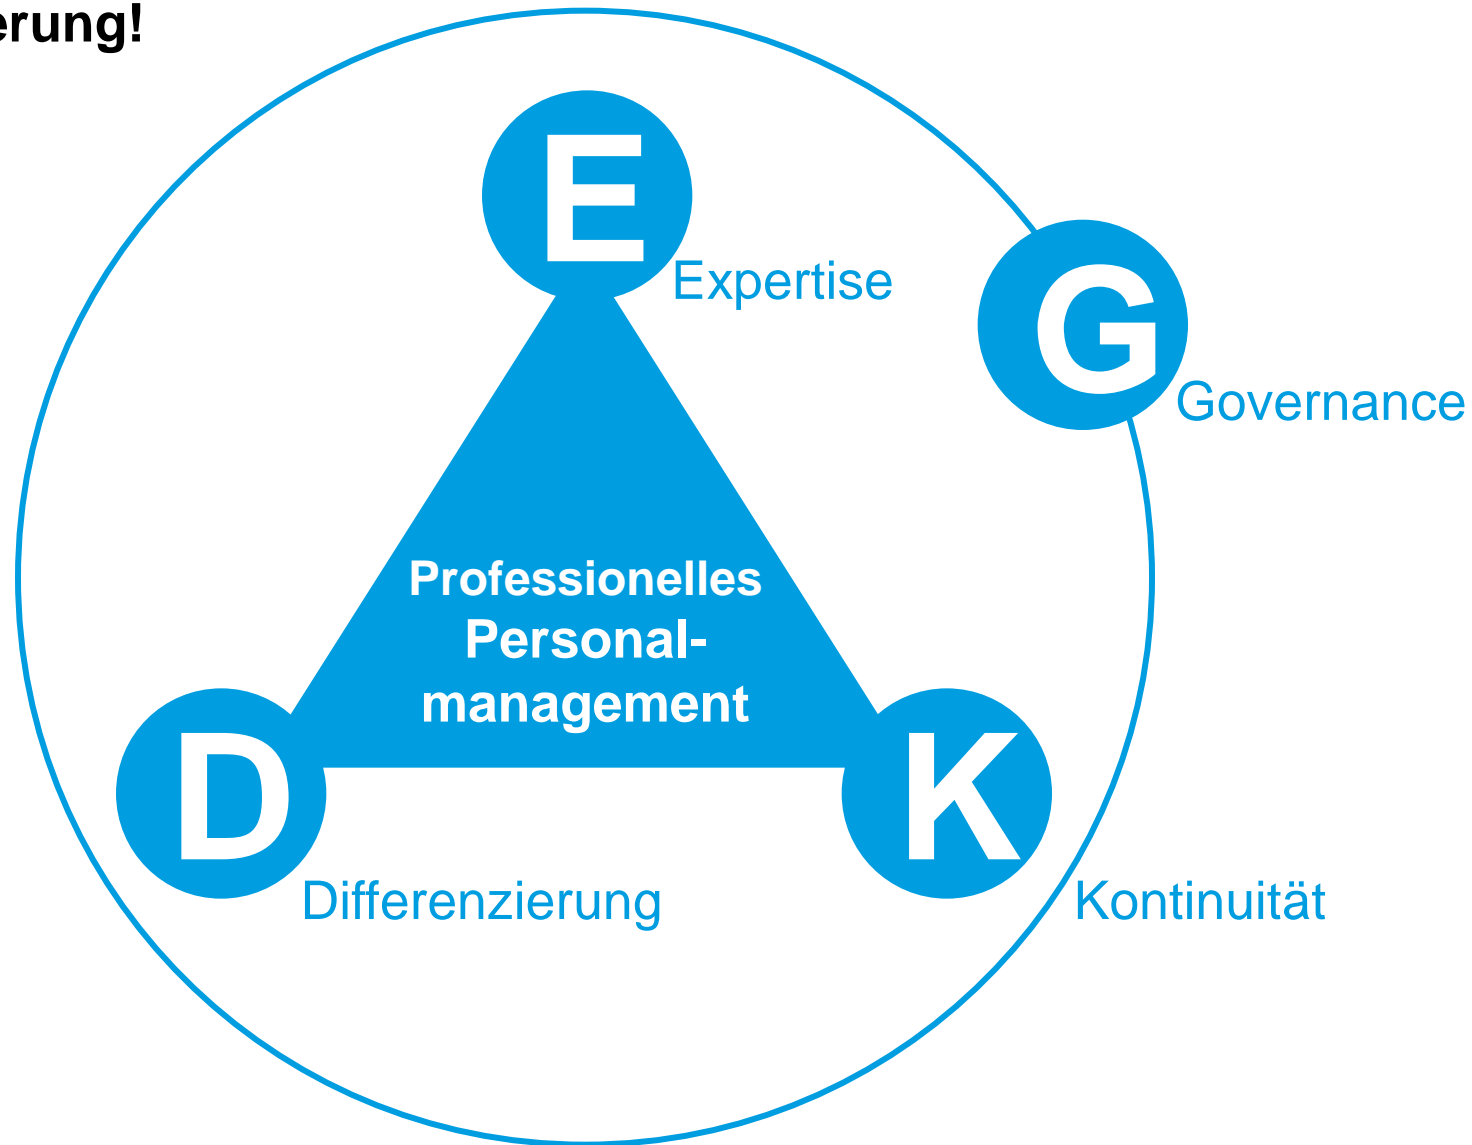 erung!
E
Expertise
G
Governance
Professionelles
Personal-
management
D
K
Differenzierung
Kontinuität